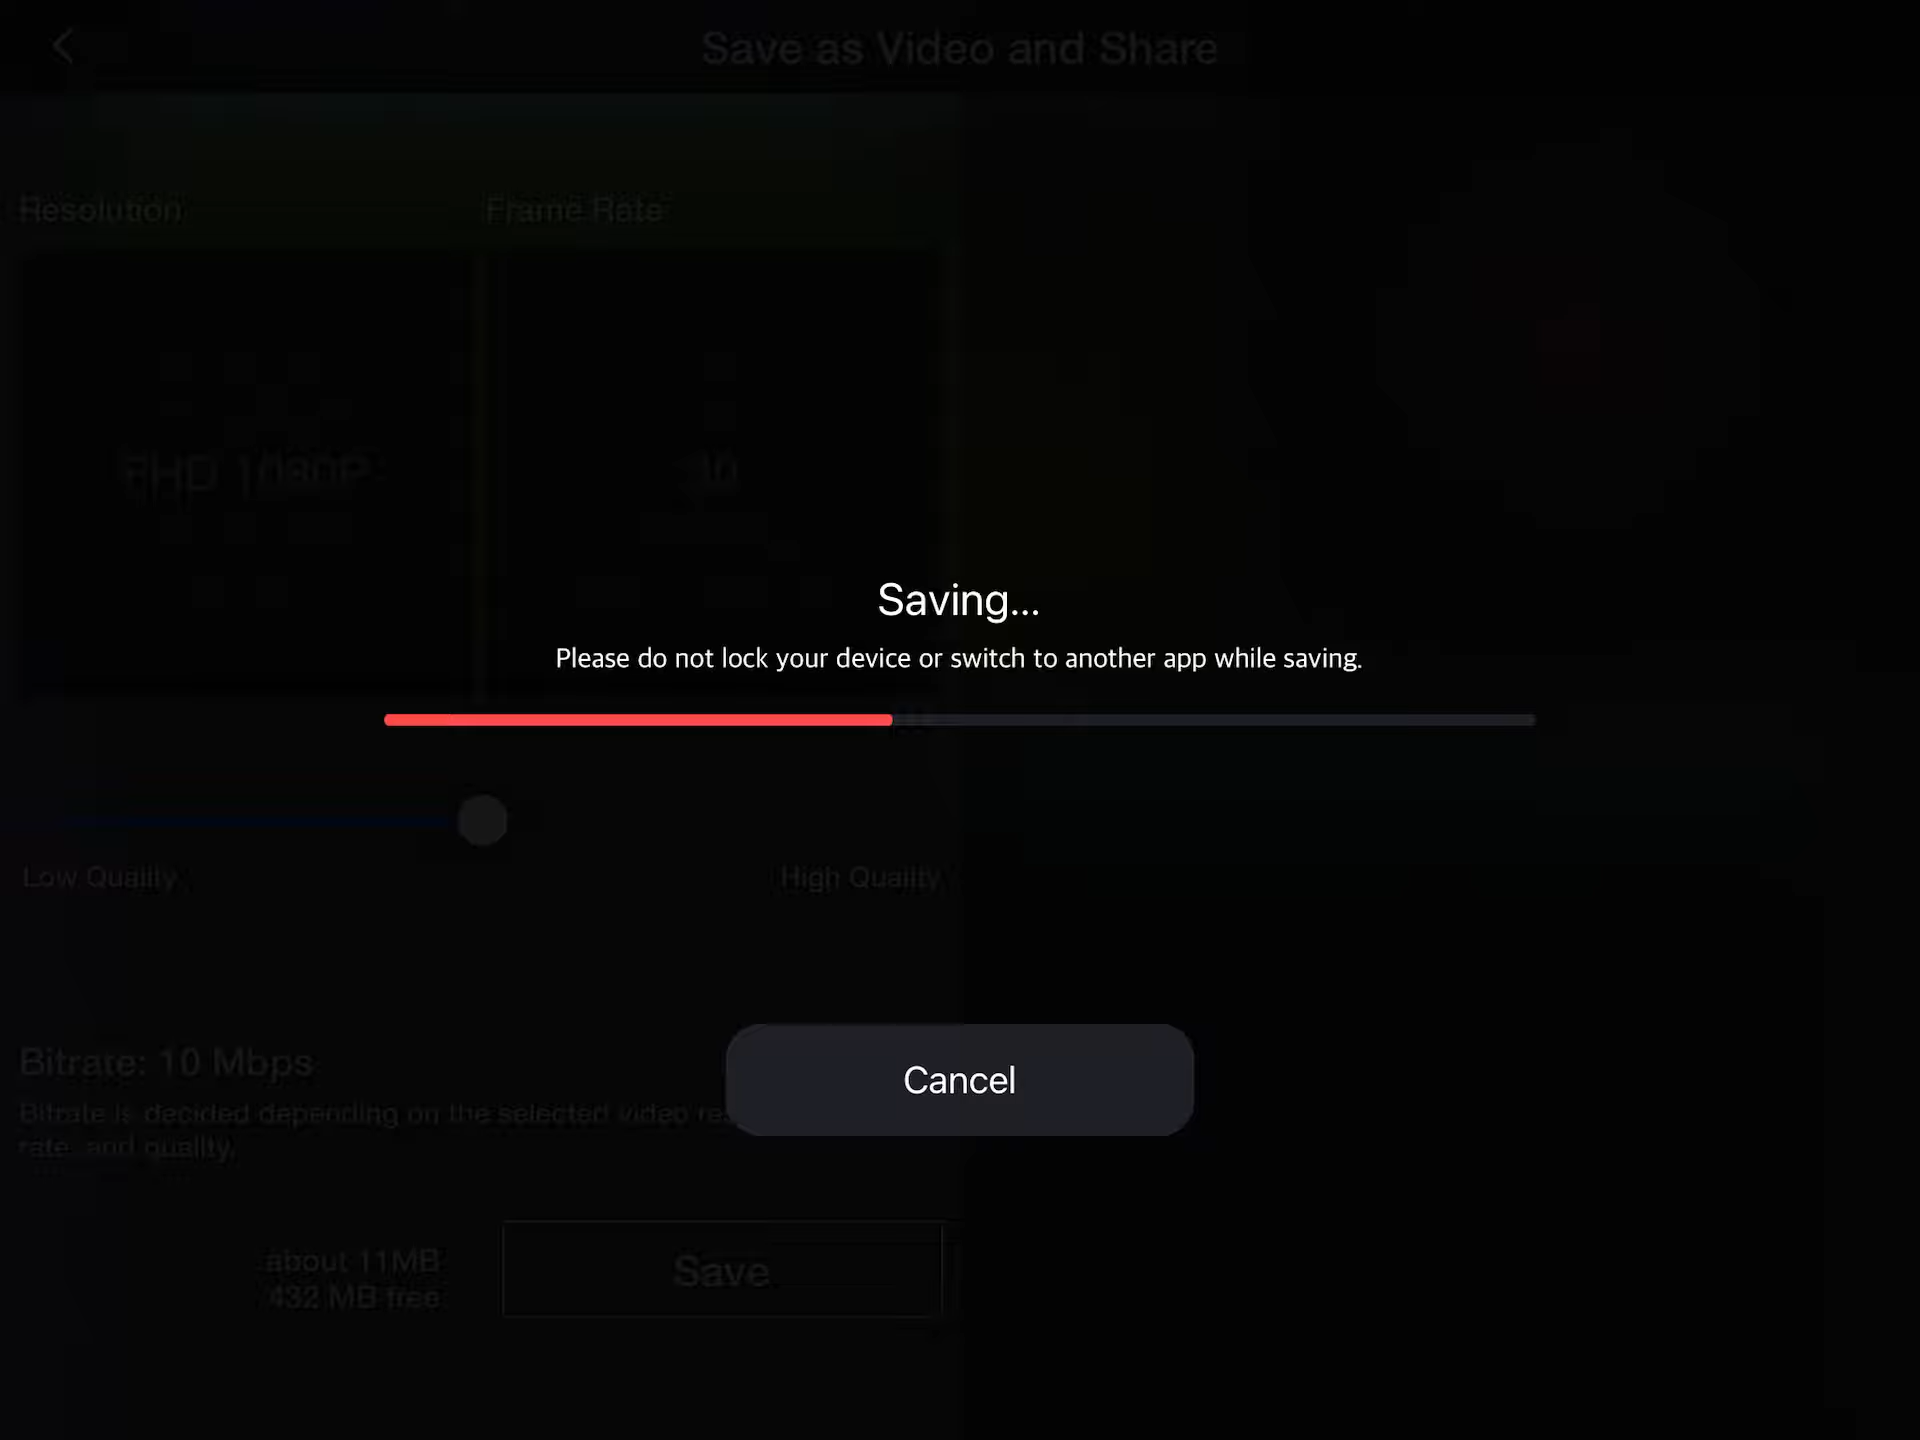 Save as Video and Share
Resolution
Frame Rate
FHD 1080P
Saving...
Please do not lock your device or switch to another app while saving.
Low Quality
High Quality
Bitrate: 10 Mbps
Bitrate is decided depending on the selected video
rate, and quality.
Cancel
about 11MB
432 MB free
Save